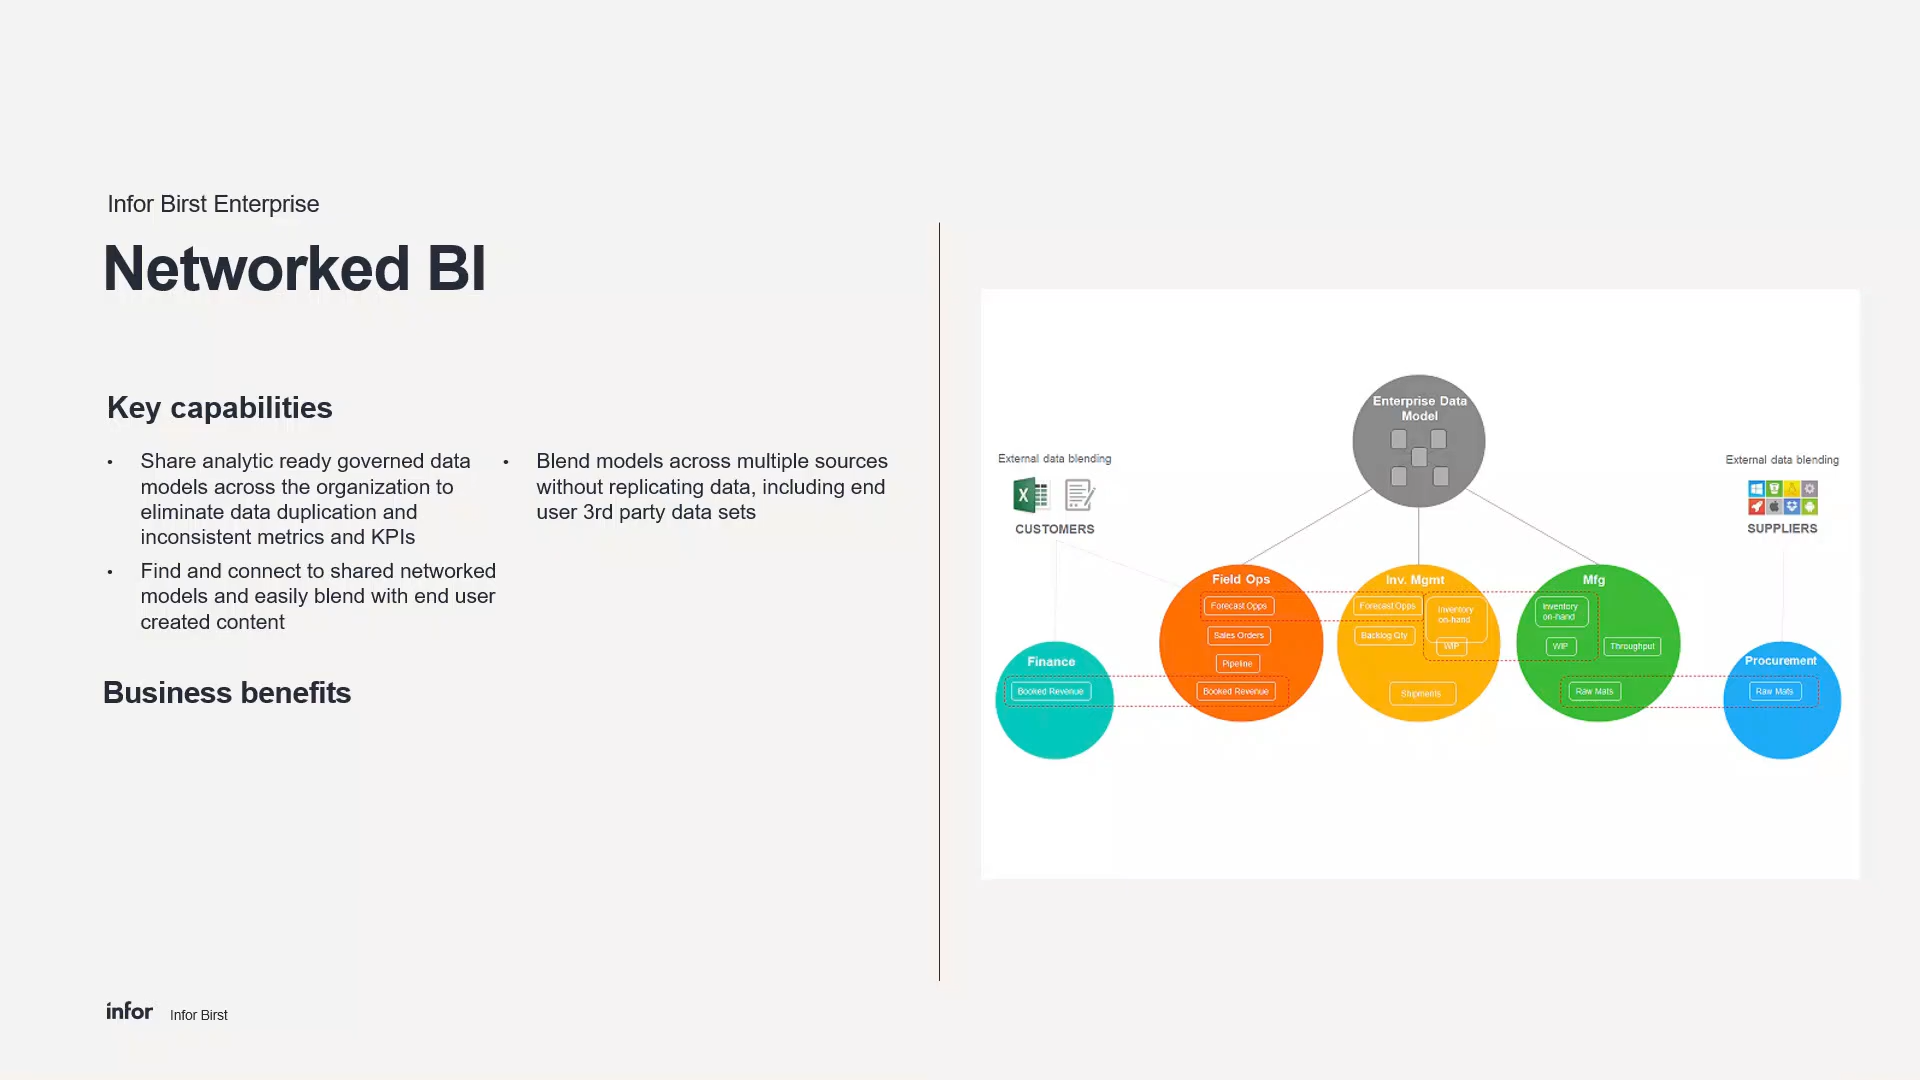 Infor Birst Enterprise
Networked BI
Key capabilities
• Share analytic ready governed data
models across the organization to
eliminate data duplication and
inconsistent metrics and KPIs
• Find and connect to shared networked
models and easily blend with end user
created content
• Blend models across multiple sources
without replicating data, including end
user 3rd party data sets
Business benefits
Enterprise Data
Model
External data blending
CUSTOMERS
External data blending
SUPPLIERS
Field Ops
Forecast Opps
Sales Orders
Pipeline
Booked Revenue
Inv. Mgmt
Forecast Opps
Inventory
on-hand
Backlog Qty
WIP
Shipments
Mfg
Inventory
on-hand
WIP
Throughput
Raw Mats
Finance
Booked Revenue
Procurement
Raw Mats
infor
Infor Birst